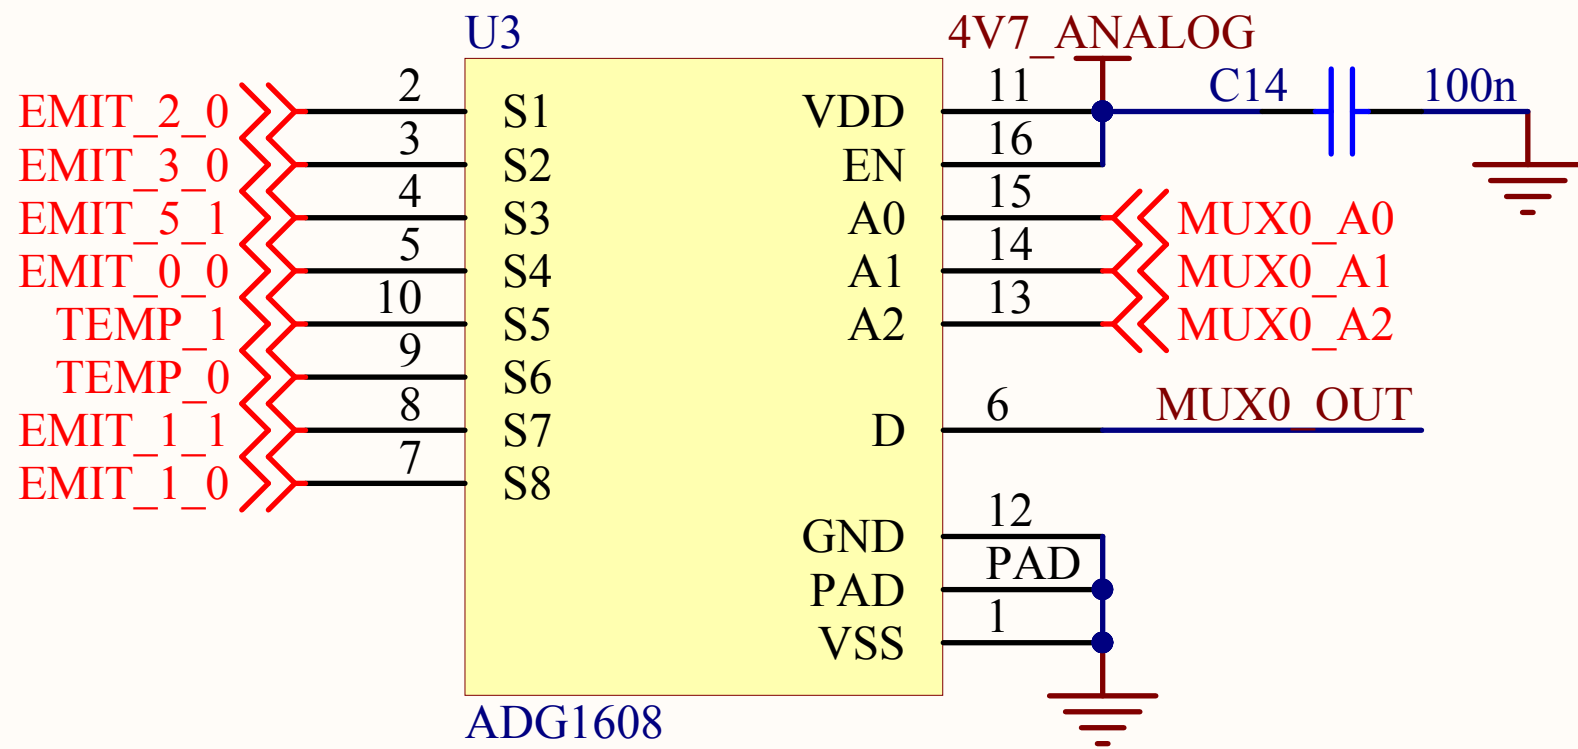 U3
4V7_ANALOG
2
11
C14
100n
EMIT_2_0
S1
VDD
3
16
EMIT_3_0
S2
EN
4
15
EMIT_5_1
S3
A0
MUX0_A0
5
14
EMIT_0_0
S4
A1
MUX0_A1
10
13
TEMP_1
S5
A2
MUX0_A2
9
TEMP_0
S6
8
6
MUX0_OUT
EMIT_1_1
S7
D
7
EMIT_1_0
S8
12
GND
PAD
PAD
1
VSS
ADG1608